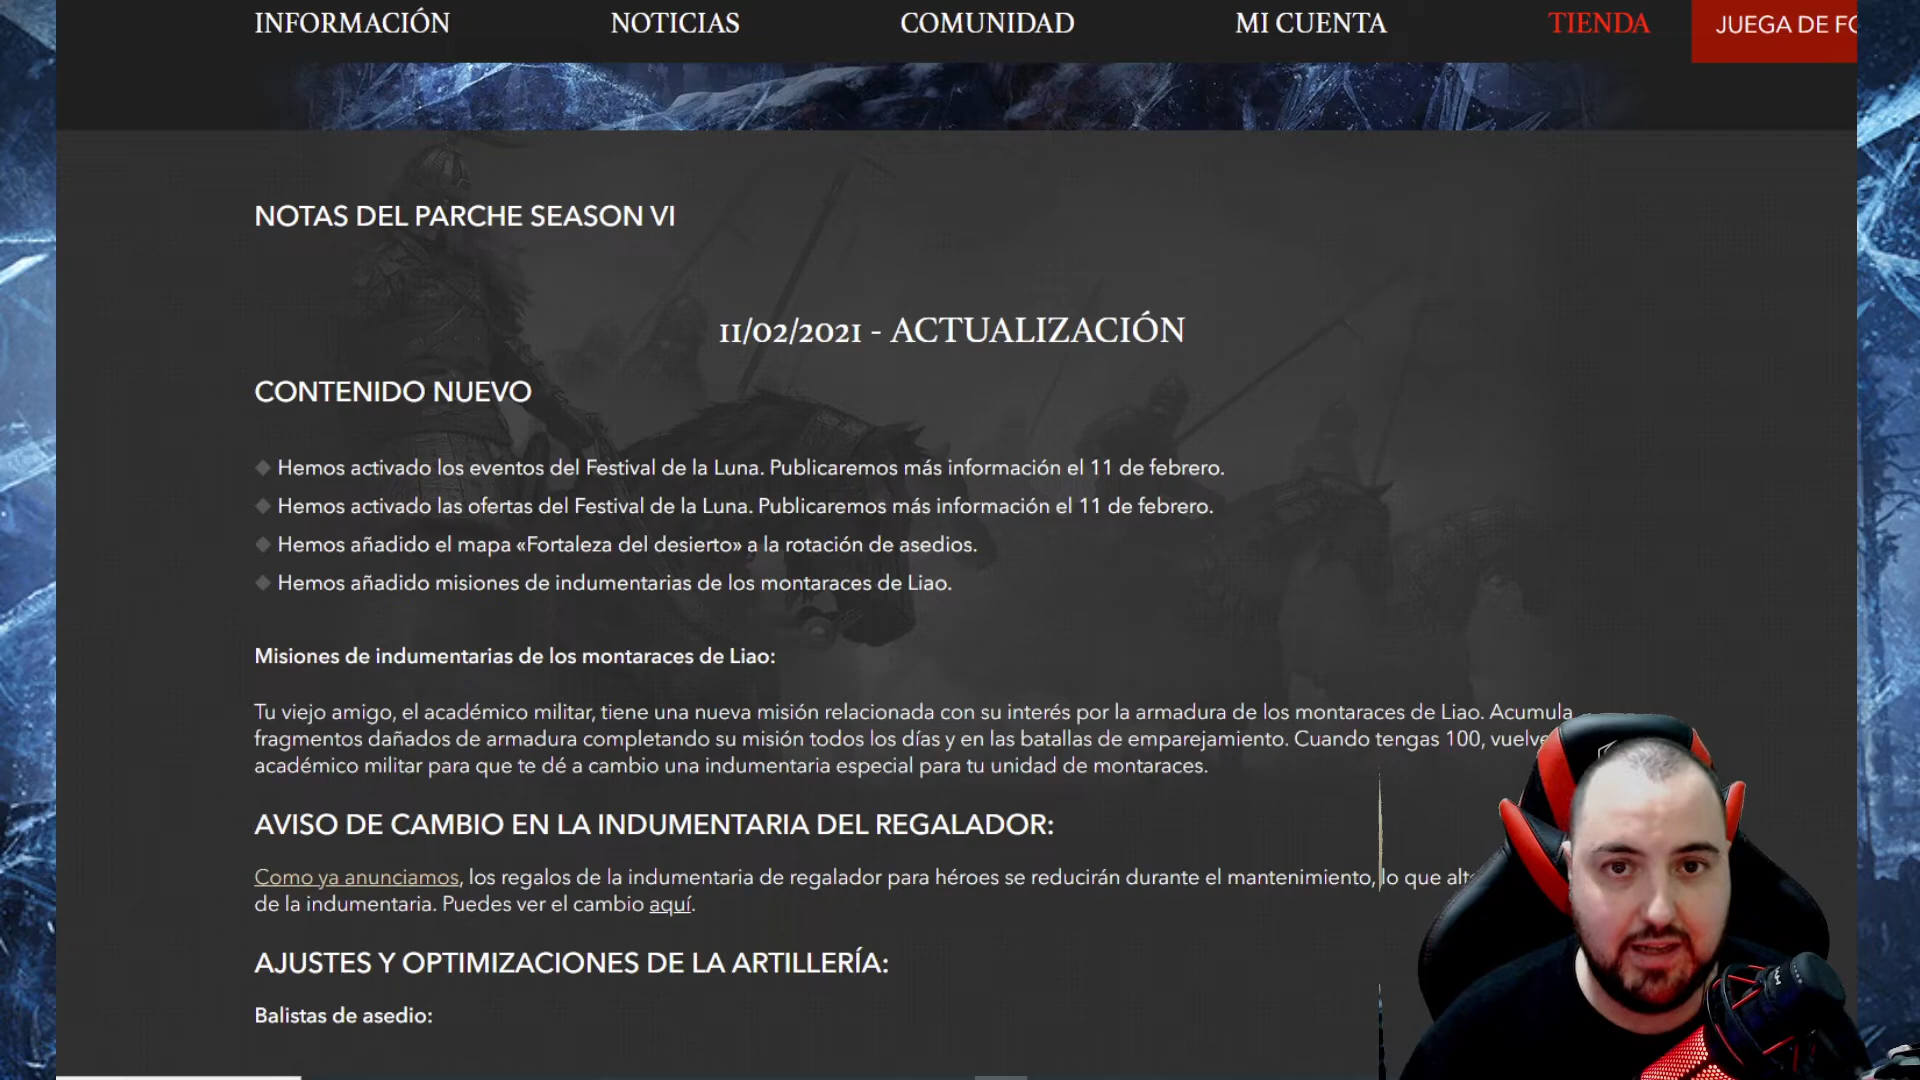 INFORMACIÓN NOTICIAS COMUNIDAD MI CUENTA TIENDA JUEGA DE
NOTAS DEL PARCHE SEASON VI
11/02/2021 - ACTUALIZACIÓN
CONTENIDO NUEVO
Hemos activado los eventos del Festival de la Luna. Publicaremos más información el 11 de febrero.
Hemos activado las ofertas del Festival de la Luna. Publicaremos más información el 11 de febrero.
Hemos añadido el mapa «Fortaleza del desierto» a la rotación de asedios.
Hemos añadido misiones de indumentarias de los montaraces de Liao.
Misiones de indumentarias de los montaraces de Liao:
Tu viejo amigo, el académico militar, tiene una nueva misión relacionada con su interés por la armadura de los montaraces de Liao. Acumula
fragmentos dañados de armadura completando su misión todos los días y en las batallas de emparejamiento. Cuando tengas 100, vuelve
académico militar para que te dé a cambio una indumentaria especial para tu unidad de montaraces.
AVISO DE CAMBIO EN LA INDUMENTARIA DEL REGALADOR:
Como ya anunciamos, los regalos de la indumentaria de regalador para héroes se reducirán durante el mantenimiento, lo que
de la indumentaria. Puedes ver el cambio aquí.
AJUSTES Y OPTIMIZACIONES DE LA ARTILLERÍA:
Balistas de asedio: